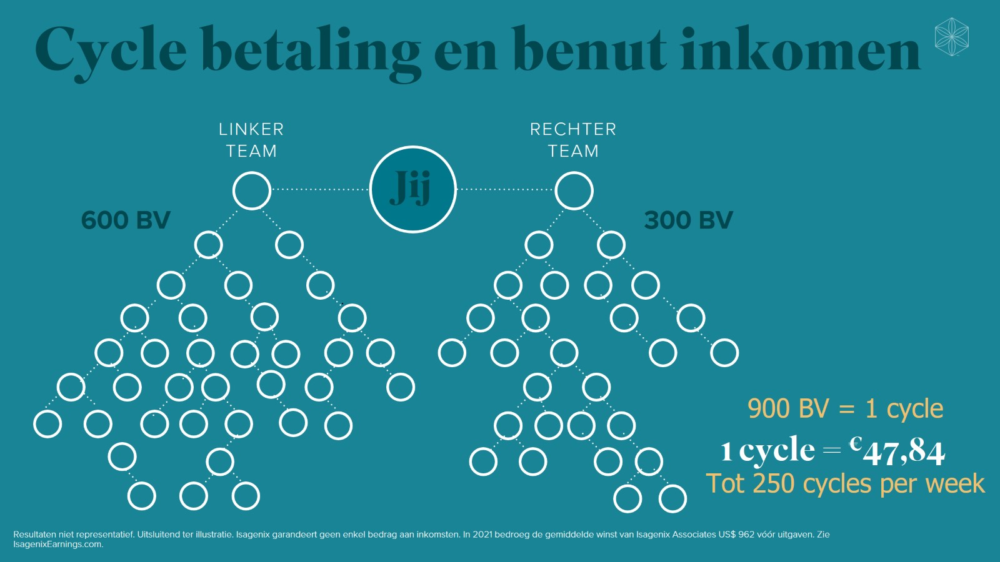 Cycle betaling en benut inkomen
LINKER
TEAM
RECHTER
TEAM
Jij
600 BV
300 BV
900 BV = 1 cycle
1 cycle = €47,84
Tot 250 cycles per week
Resultaten niet representatief. Uitsluitend ter illustratie. Isagenix garandeert geen enkel bedrag aan inkomsten. In 2021 bedroeg de gemiddelde winst van Isagenix Associates US$ 962 vóór uitgaven. Zie
IsagenixEarnings.com.